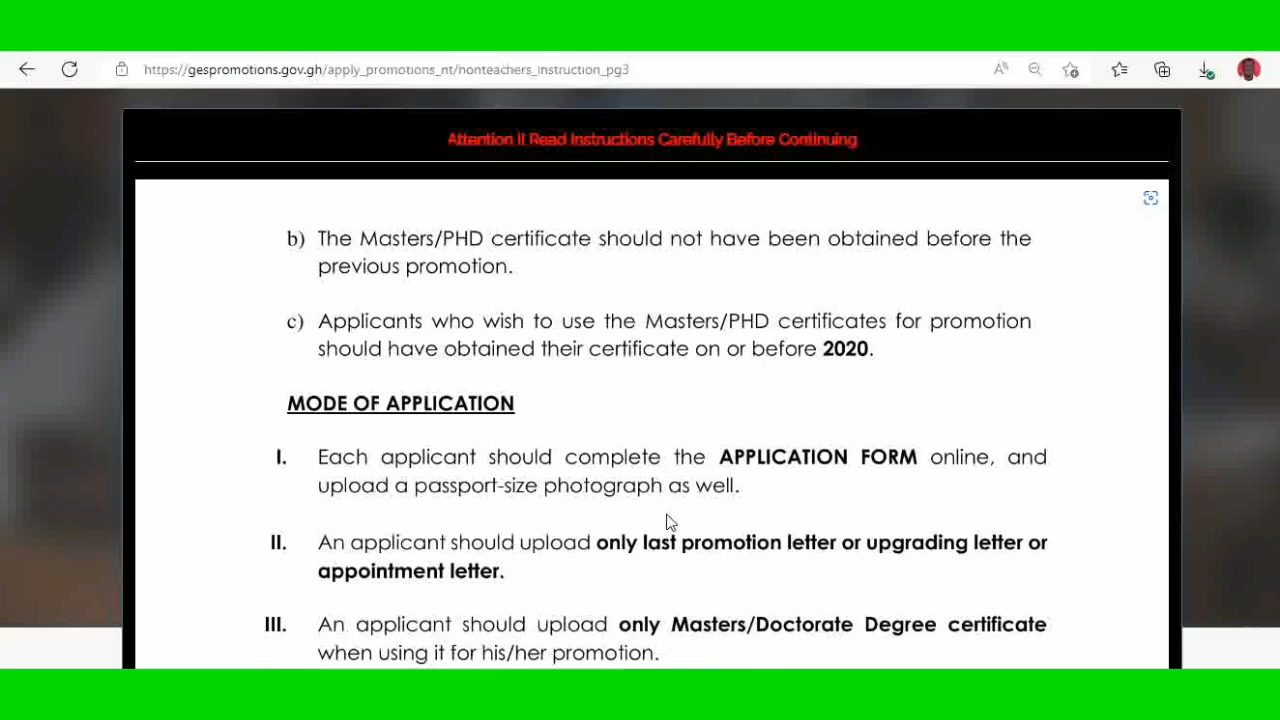 https://gespromotions.gov.gh/apply_promotions_nt/nonteachers_instruction_pg3
Attention !! Read Instructions Carefully Before Continuing
b) The Masters/PHD certificate should not have been obtained before the
previous promotion.
c) Applicants who wish to use the Masters/PHD certificates for promotion
should have obtained their certificate on or before 2020.
MODE OF APPLICATION
I. Each applicant should complete the APPLICATION FORM online, and
upload a passport-size photograph as well.
II. An applicant should upload only last promotion letter or upgrading letter or
appointment letter.
III. An applicant should upload only Masters/Doctorate Degree certificate
when using it for his/her promotion.